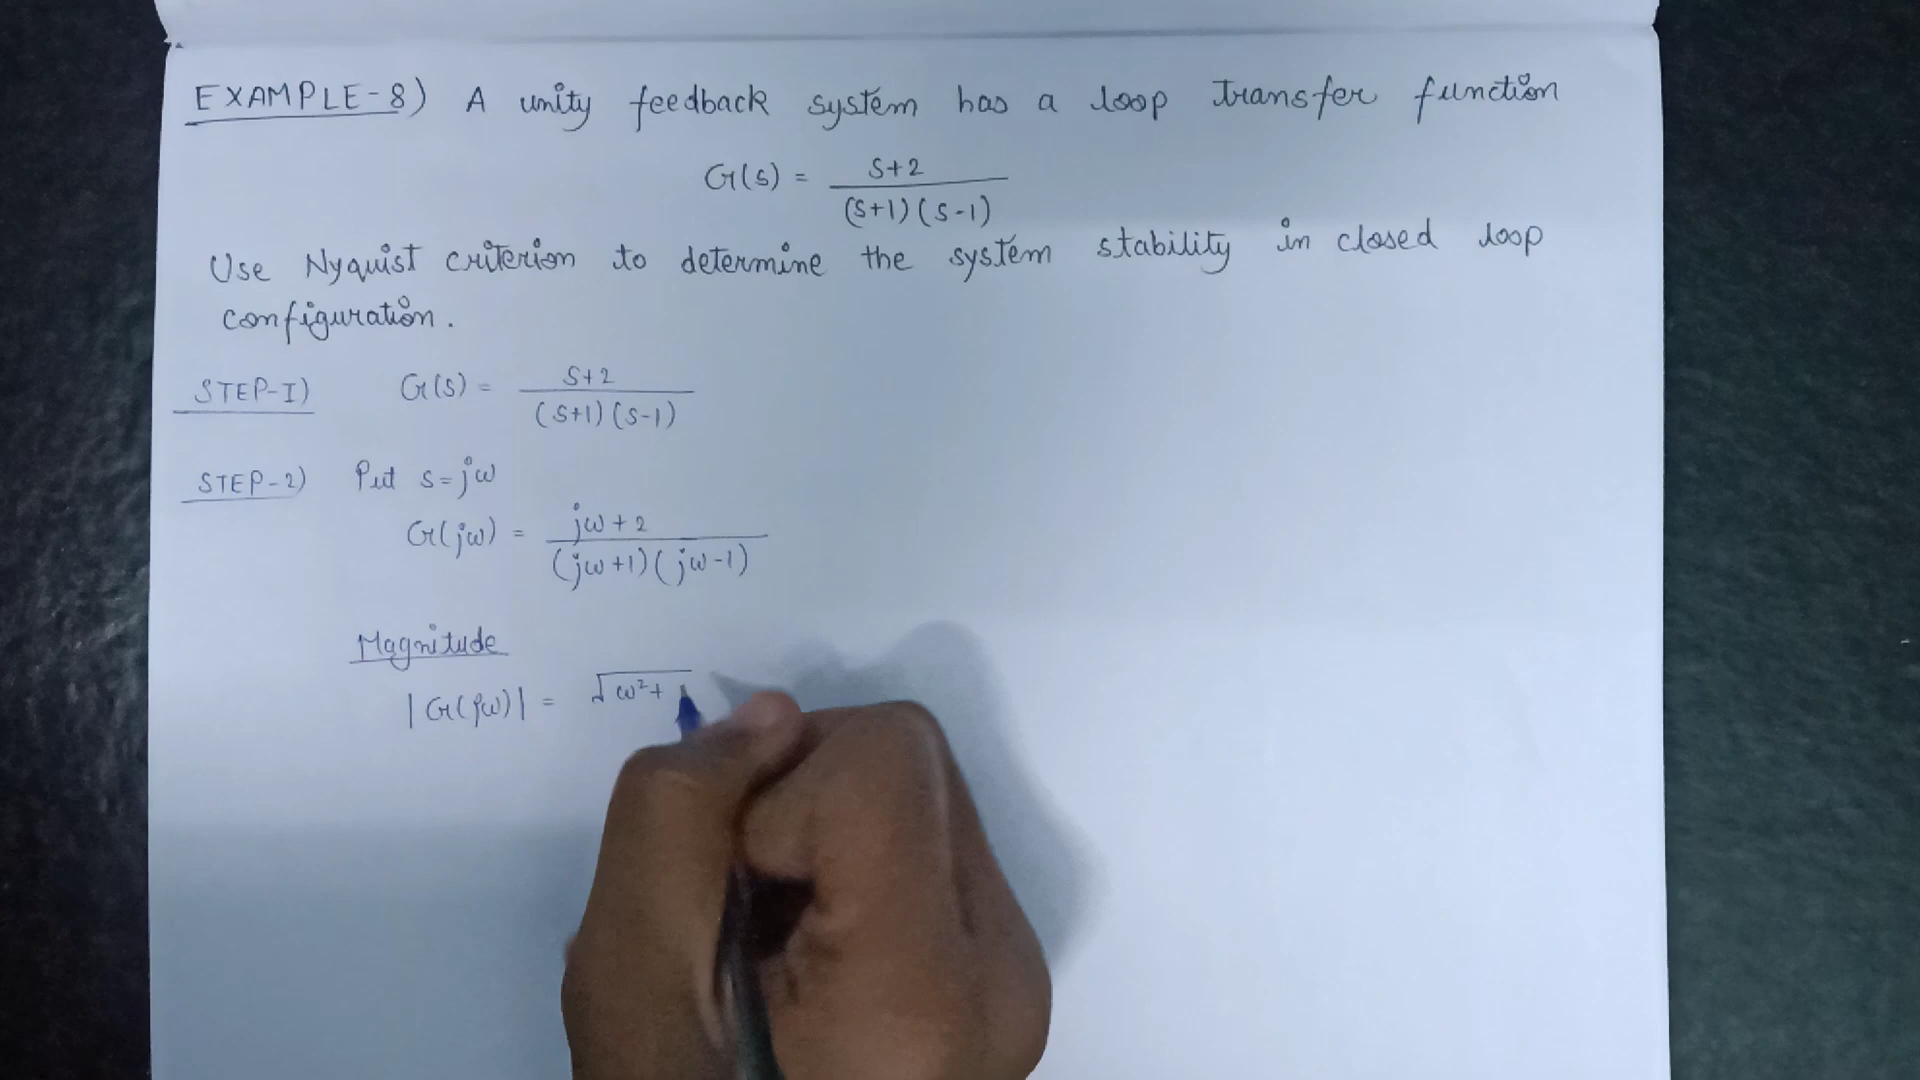 EXAMPLE-8) A unity feedback system has a loop transfer function
G(s) = s+2 / (s+1)(s-1)
Use Nyquist criterion to determine the system stability in closed loop
configuration.
STEP-I) G(s) = s+2 / (s+1)(s-1)
STEP-2) Put s=jω
G(jω) = jω+2 / (jω+1)(jω-1)
Magnitude
|G(jω)| = √ω²+